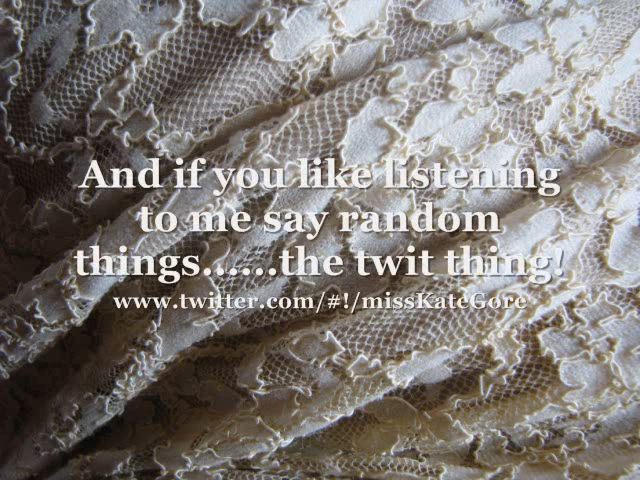 And if you like listening
to me say random
things......the twit thing!
www.twitter.com/#!/missKateGore